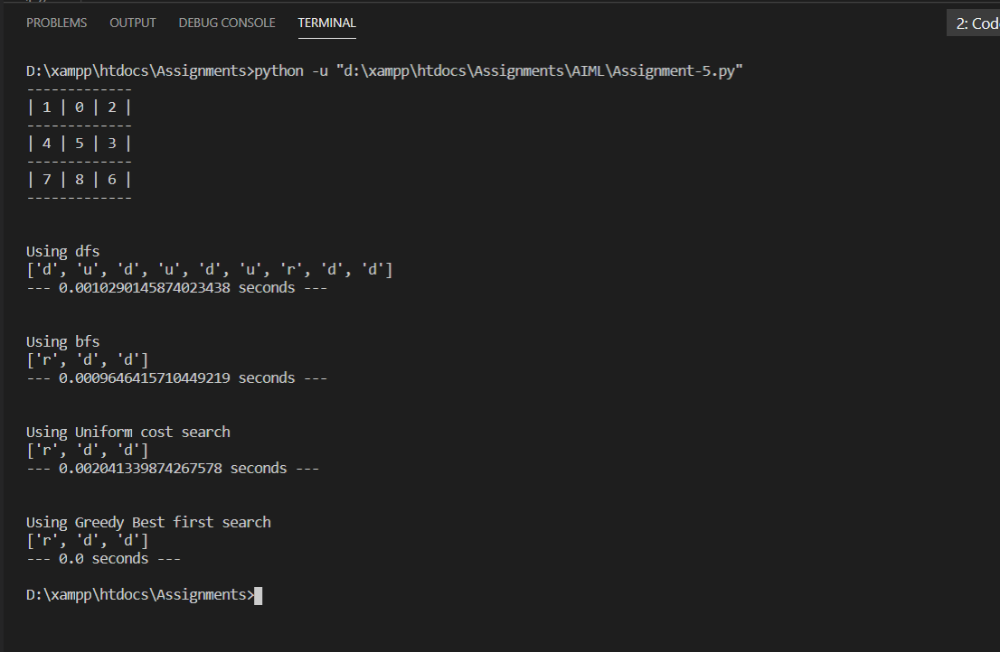 PROBLEMS OUTPUT DEBUG CONSOLE TERMINAL 2: Cod
D:\xampp\htdocs\Assignments>python -u "d:\xampp\htdocs\Assignments\AIML\Assignment-5.py"
-------------
| 1 | 0 | 2 |
-------------
| 4 | 5 | 3 |
-------------
| 7 | 8 | 6 |
-------------
Using dfs
['d', 'u', 'd', 'u', 'd', 'u', 'r', 'd', 'd']
--- 0.0010290145874023438 seconds ---
Using bfs
['r', 'd', 'd']
--- 0.0009646415710449219 seconds ---
Using Uniform cost search
['r', 'd', 'd']
--- 0.002041339874267578 seconds ---
Using Greedy Best first search
['r', 'd', 'd']
--- 0.0 seconds ---
D:\xampp\htdocs\Assignments>